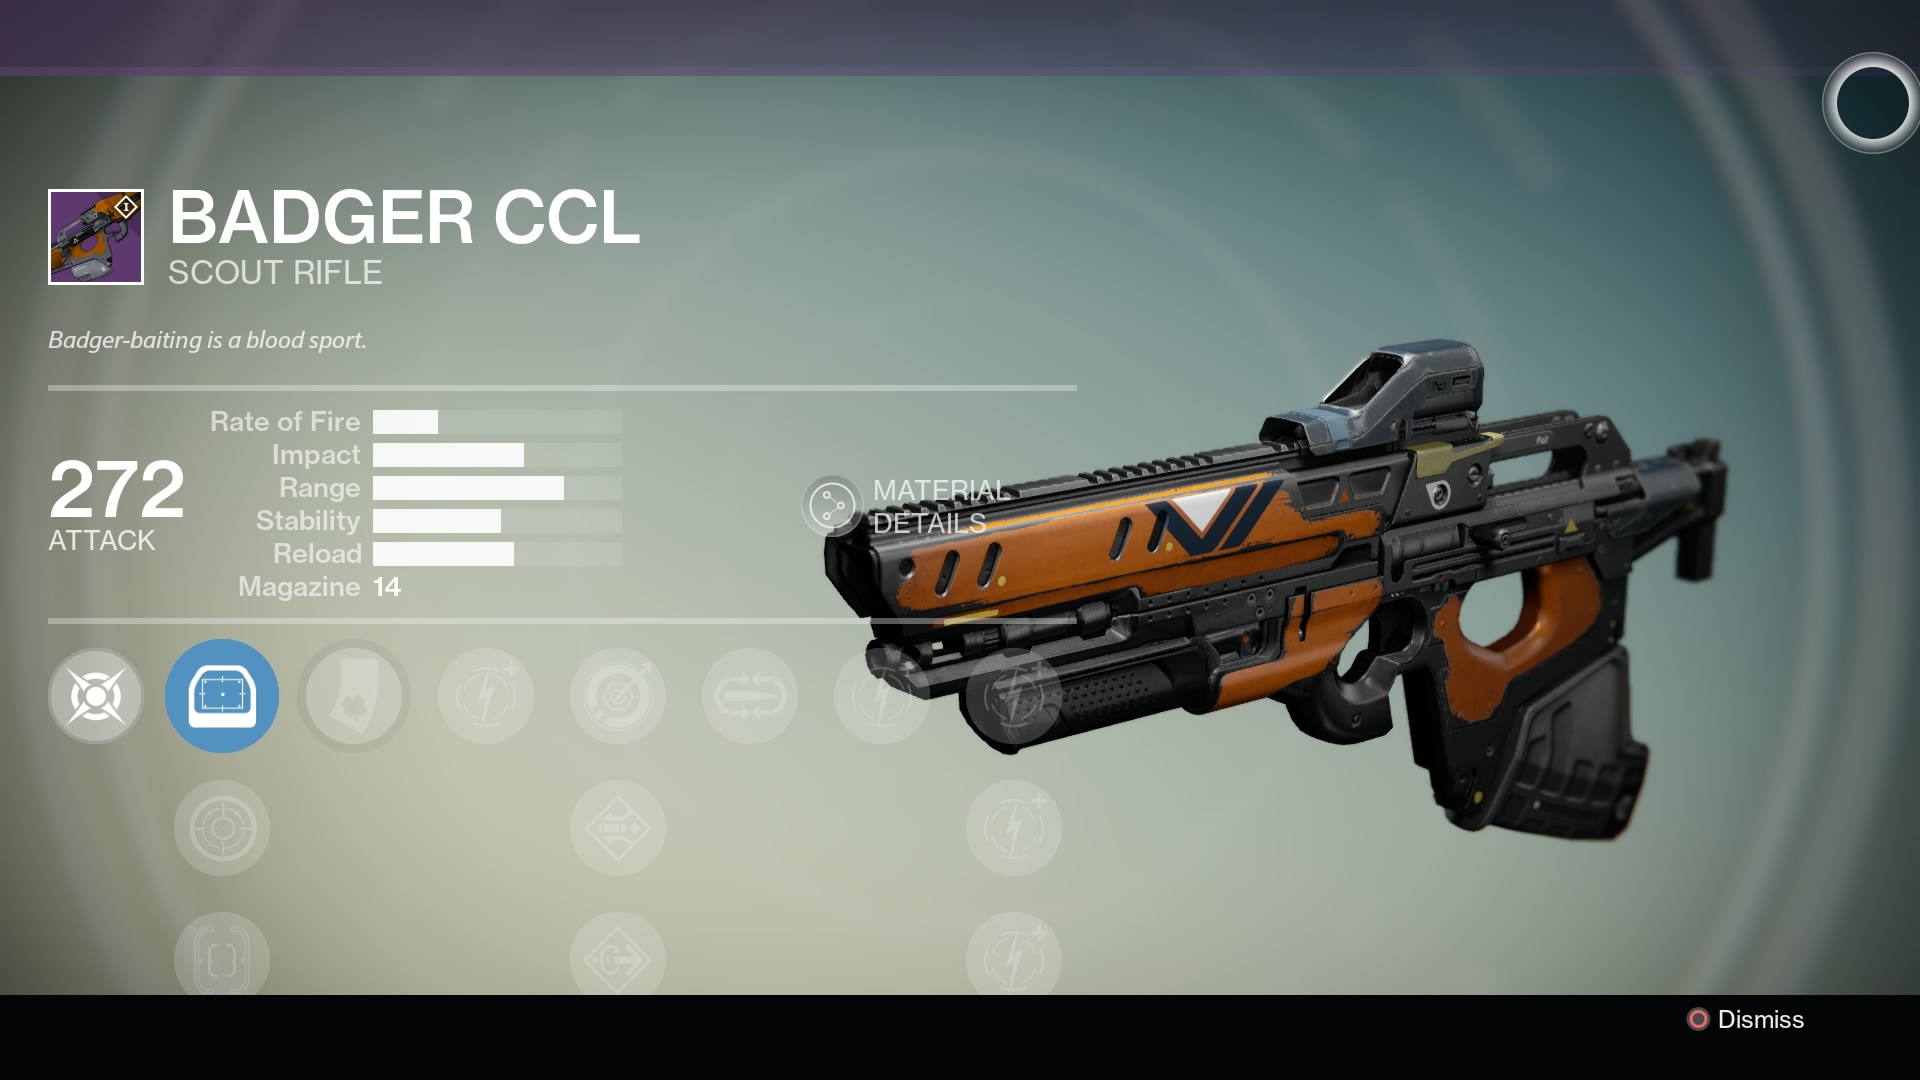 BADGER CCL
SCOUT RIFLE
Badger-baiting is a blood sport.
272
ATTACK
Rate of Fire
Impact
Range
Stability
Reload
Magazine 14
MATERIAL
DETAILS
Dismiss